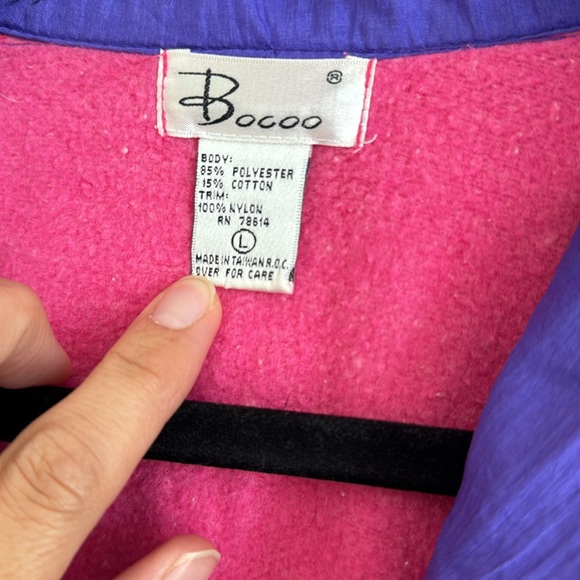 Bocoo ®
BODY:
85% POLYESTER
15% COTTON
TRIM:
100% NYLON
RN 78614
L
MADE IN TAIWAN R.O.C.
OVER FOR CARE